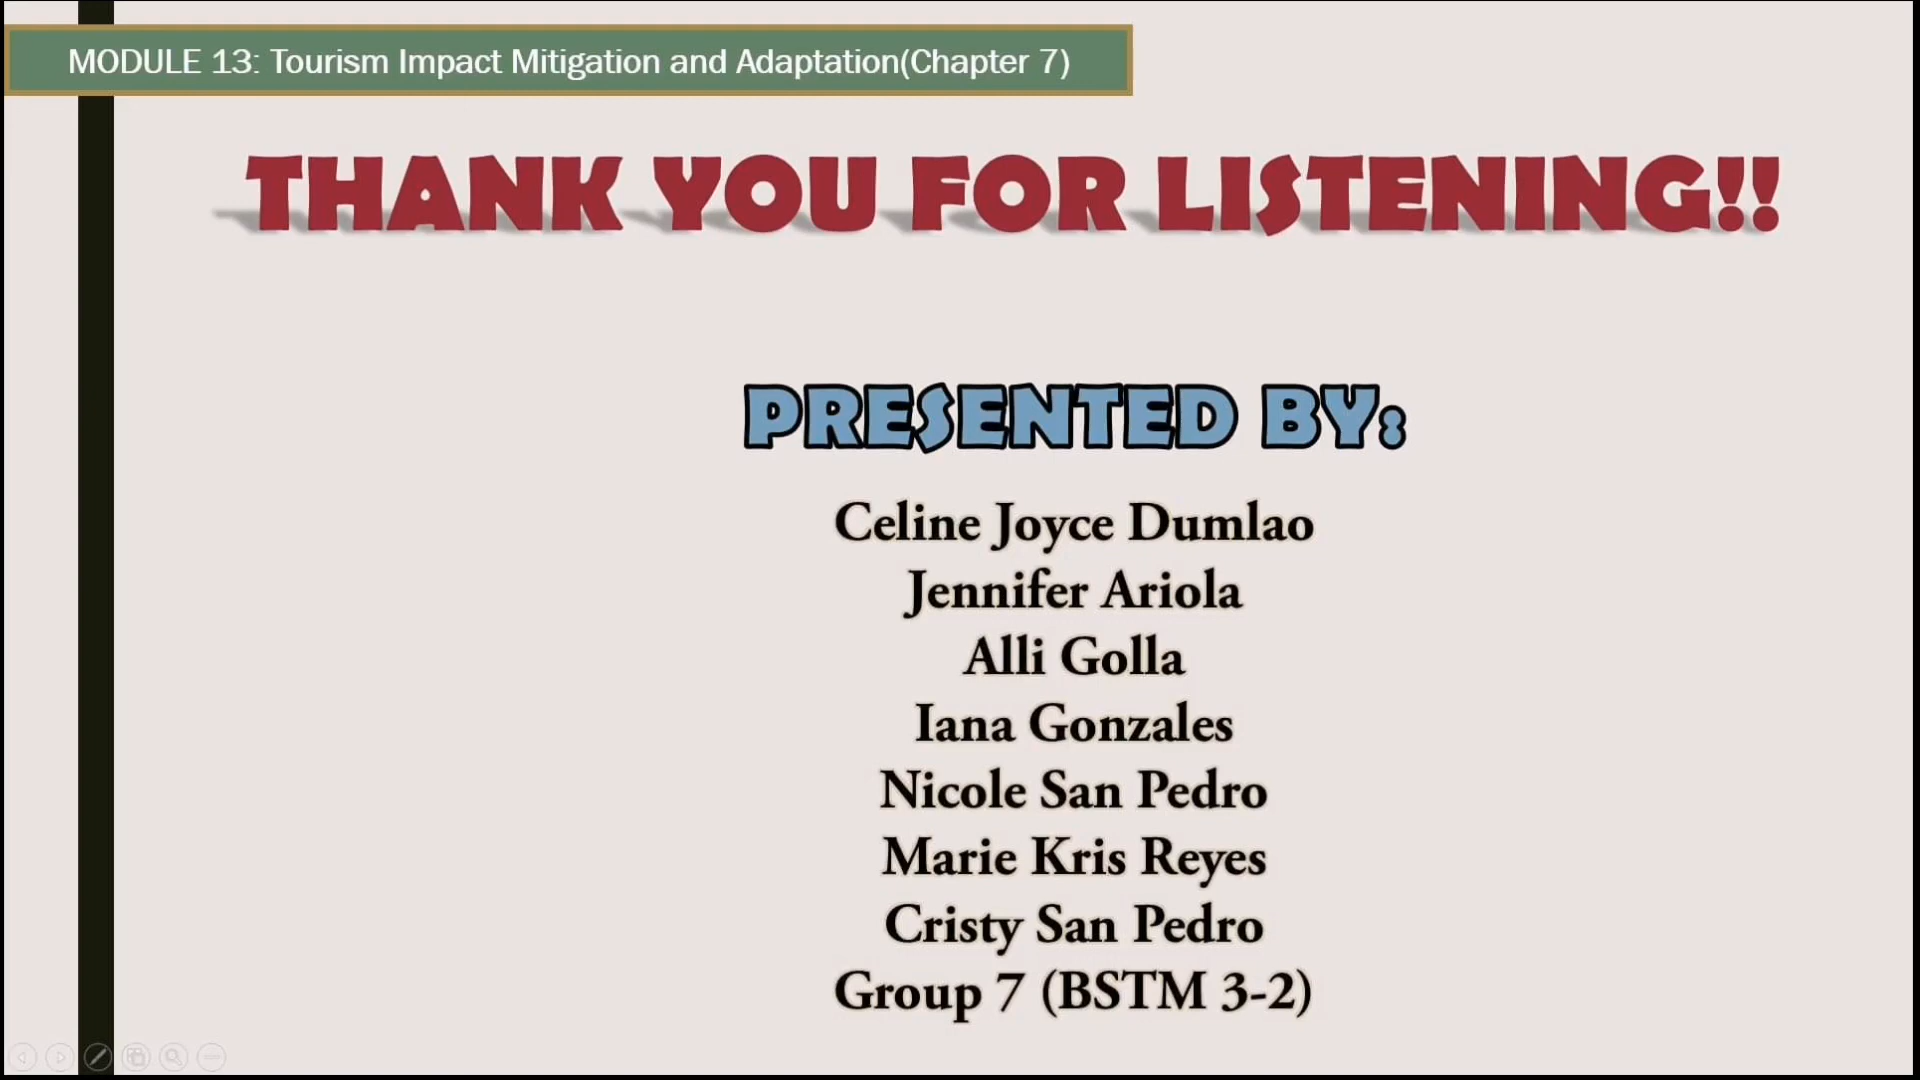 MODULE 13: Tourism Impact Mitigation and Adaptation(Chapter 7)
THANK YOU FOR LISTENING!!
PRESENTED BY:
Celine Joyce Dumlao
Jennifer Ariola
Alli Golla
Iana Gonzales
Nicole San Pedro
Marie Kris Reyes
Cristy San Pedro
Group 7 (BSTM 3-2)